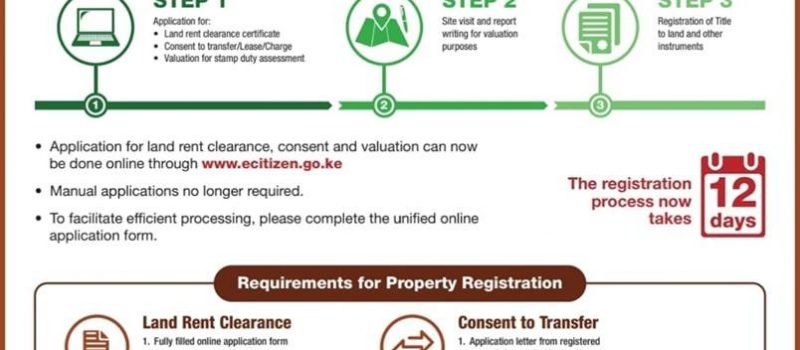 STEP 1
Application for:
• Land rent clearance certificate
• Consent to transfer/Lease/Charge
• Valuation for stamp duty assessment
STEP 2
Site visit and report
writing for valuation
purposes
STEP 3
Registration of Title
to land and other
instruments
1
2
3
• Application for land rent clearance, consent and valuation can now
be done online through www.ecitizen.go.ke
• Manual applications no longer required.
• To facilitate efficient processing, please complete the unified online
application form.
The registration
process now
takes
12
days
Requirements for Property Registration
Land Rent Clearance
1. Fully filled online application form
Consent to Transfer
1. Application letter from registered